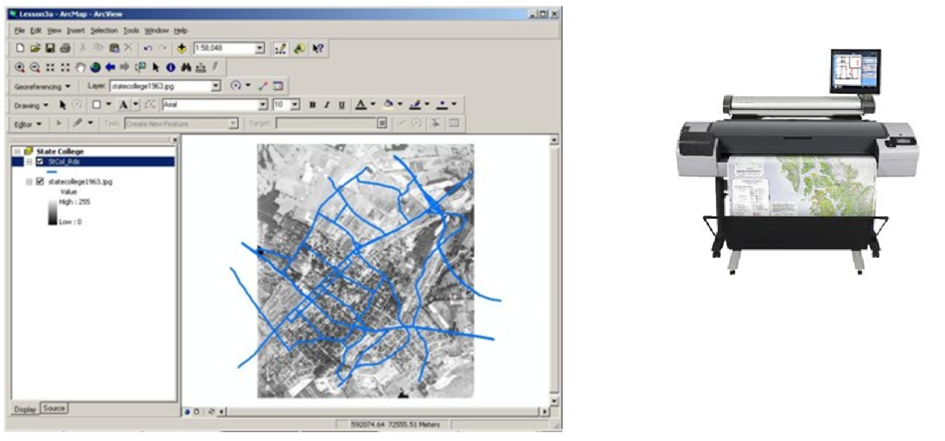 Lesson3a - ArcMap - ArcView
File Edit View Insert Selection Tools Window Help
1:58,048
Georeferencing Layer: statecollege1963.jpg
Drawing A Arial 10 B I U A
Editor Task: Create New Feature Target:
State College
StCol_Rds
statecollege1963.jpg
Value
High : 255
Low : 0
Display Source
592074.64 72555.51 Meters